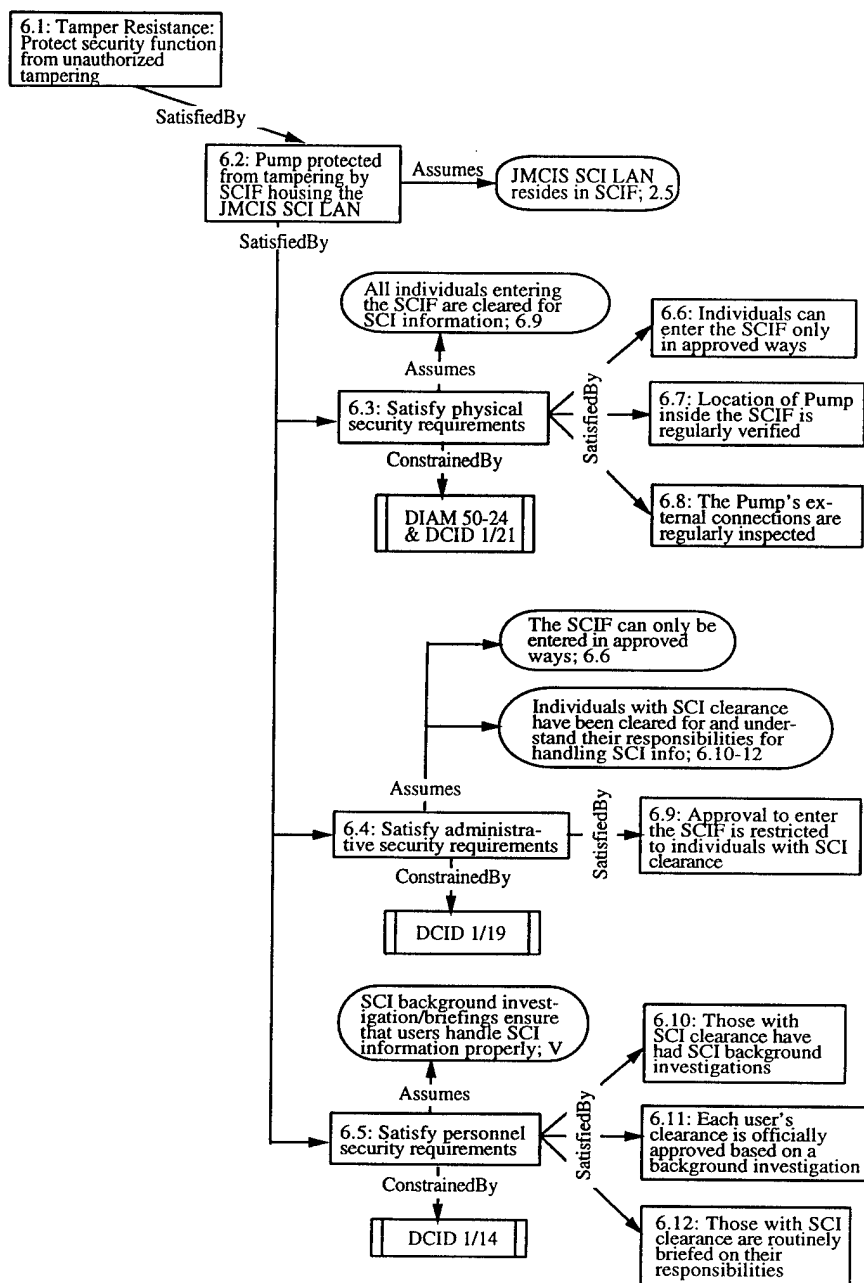 6.1: Tamper Resistance:
Protect security function
from unauthorized
tampering
SatisfiedBy
6.2: Pump protected
from tampering by
SCIF housing the
JMCIS SCI LAN
Assumes
JMCIS SCI LAN
resides in SCIF; 2.5
SatisfiedBy
All individuals entering
the SCIF are cleared for
SCI information; 6.9
Assumes
6.3: Satisfy physical
security requirements
ConstrainedBy
DIAM 50-24
& DCID 1/21
SatisfiedBy
6.6: Individuals can
enter the SCIF only
in approved ways
6.7: Location of Pump
inside the SCIF is
regularly verified
6.8: The Pump's ex-
ternal connections are
regularly inspected
The SCIF can only be
entered in approved
ways; 6.6
Individuals with SCI clearance
have been cleared for and under-
stand their responsibilities for
handling SCI info; 6.10-12
Assumes
6.4: Satisfy administra-
tive security requirements
ConstrainedBy
DCID 1/19
SatisfiedBy
6.9: Approval to enter
the SCIF is restricted
to individuals with SCI
clearance
SCI background invest-
igation/briefings ensure
that users handle SCI
information properly; V
Assumes
6.5: Satisfy personnel
security requirements
ConstrainedBy
DCID 1/14
SatisfiedBy
6.10: Those with
SCI clearance have
had SCI background
investigations
6.11: Each user's
clearance is officially
approved based on a
background investigation
6.12: Those with SCI
clearance are routinely
briefed on their
responsibilities